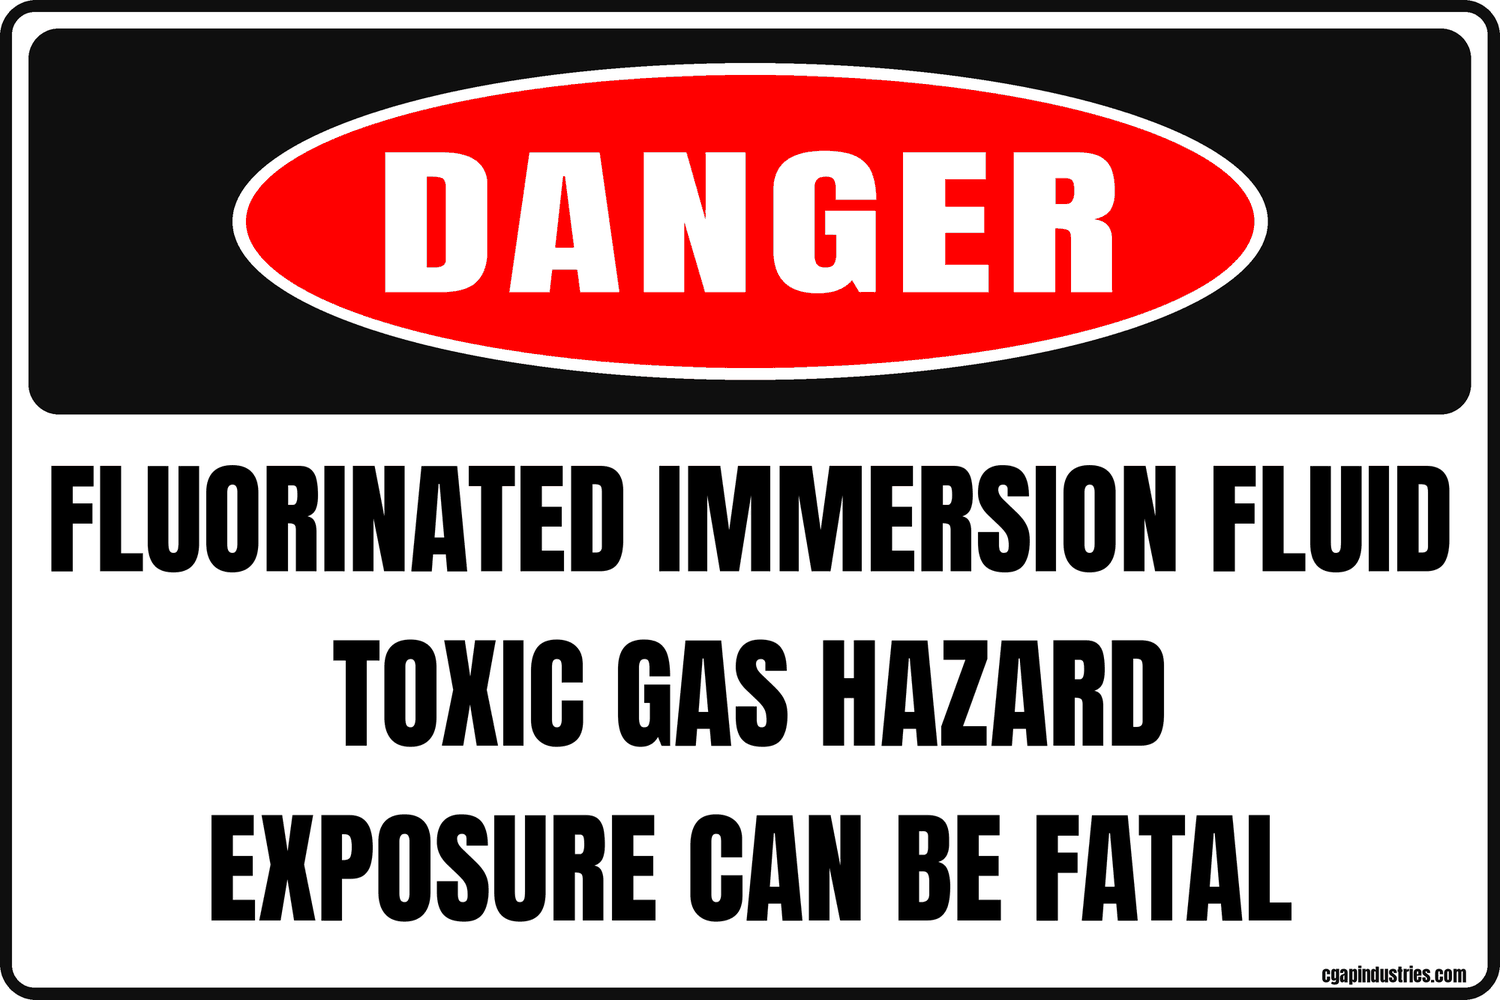 DANGER
FLUORINATED IMMERSION FLUID
TOXIC GAS HAZARD
EXPOSURE CAN BE FATAL
cgapindustries.com